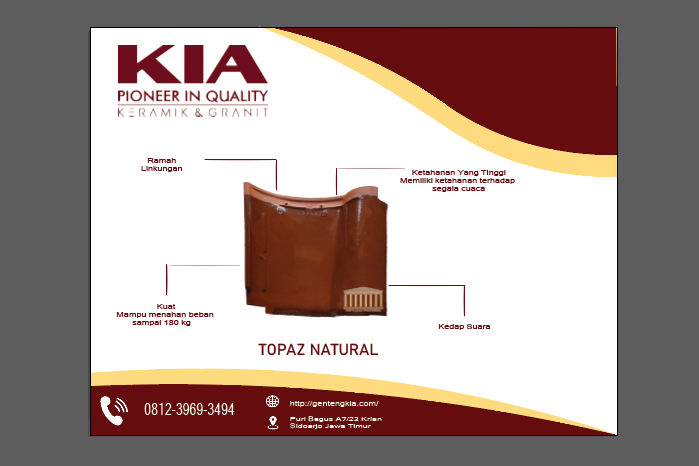 KIA
PIONEER IN QUALITY
KERAMIK & GRANIT
Ramah
Linkungan
Ketahanan Yang Tinggi
Memiliki ketahanan terhadap
segala cuaca
Kuat
Mampu menahan beban
sampai 180 kg
Kedap Suara
TOPAZ NATURAL
0812-3969-3494
http://gentengkia.com/
Puri Bagus A7/23 Krian
Sidoarjo Jawa Timur